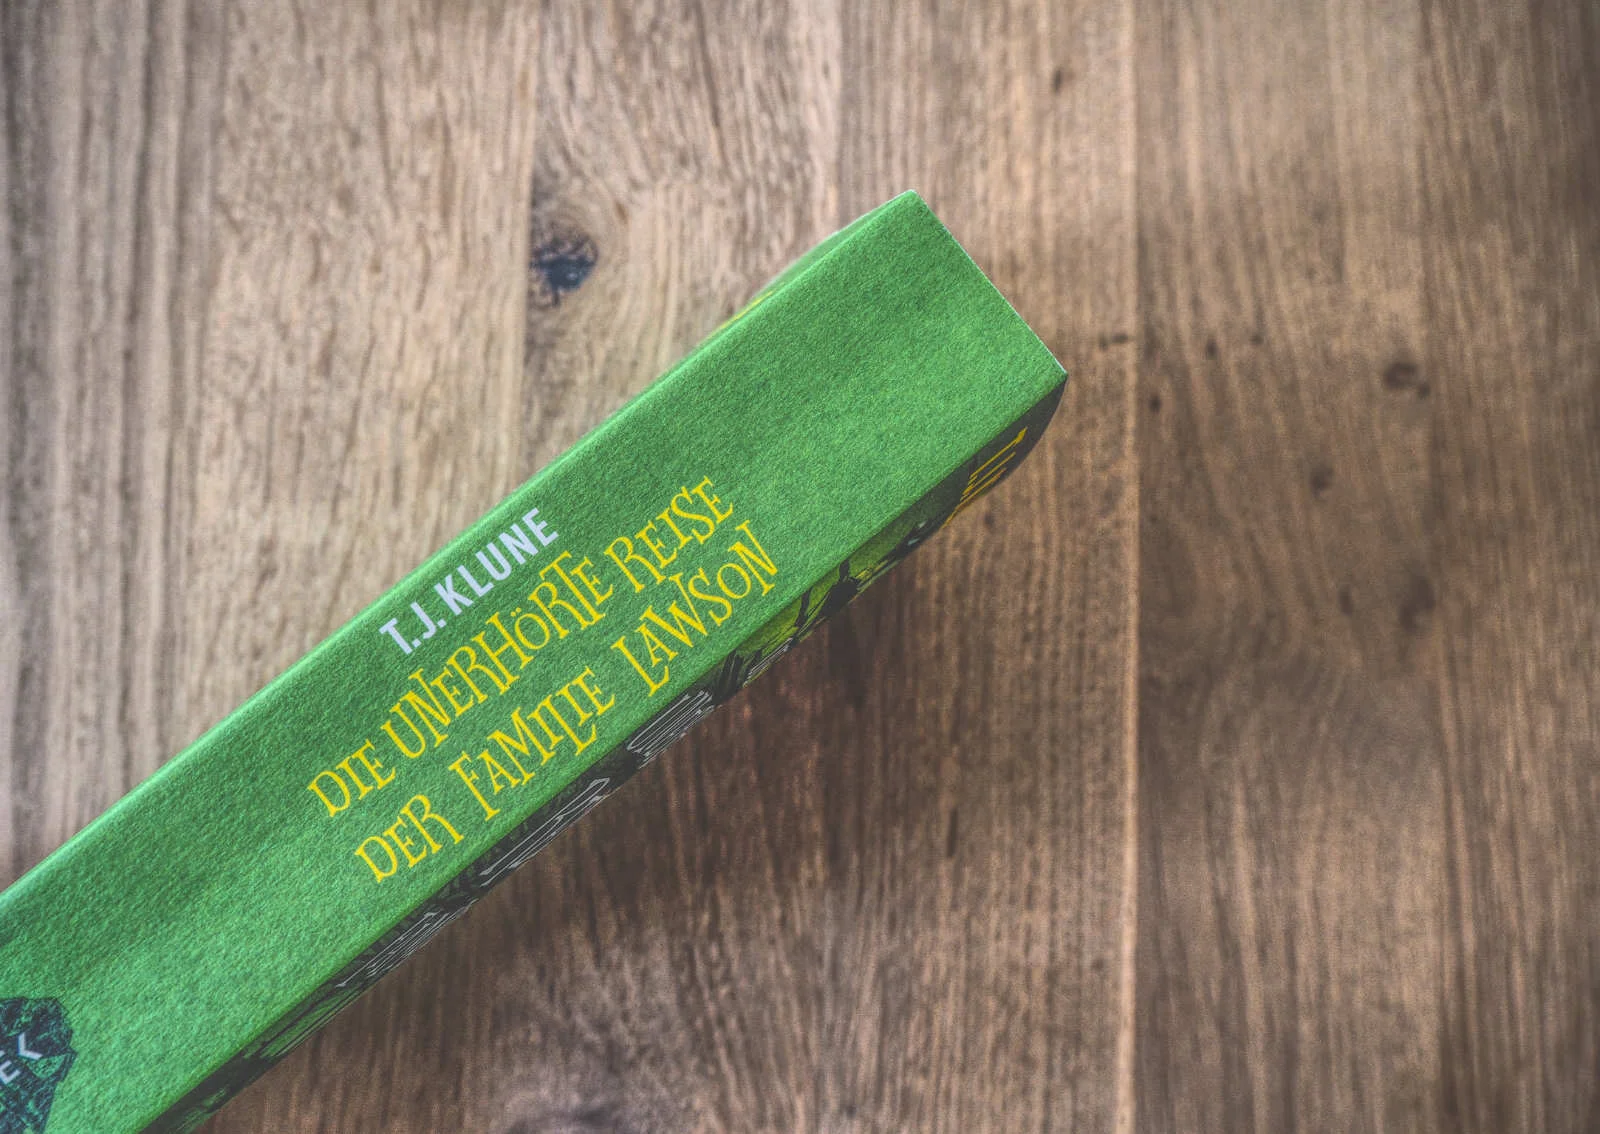 T.J. KLUNE
DIE UNERHÖRTE REISE
DER FAMILIE LAWSON